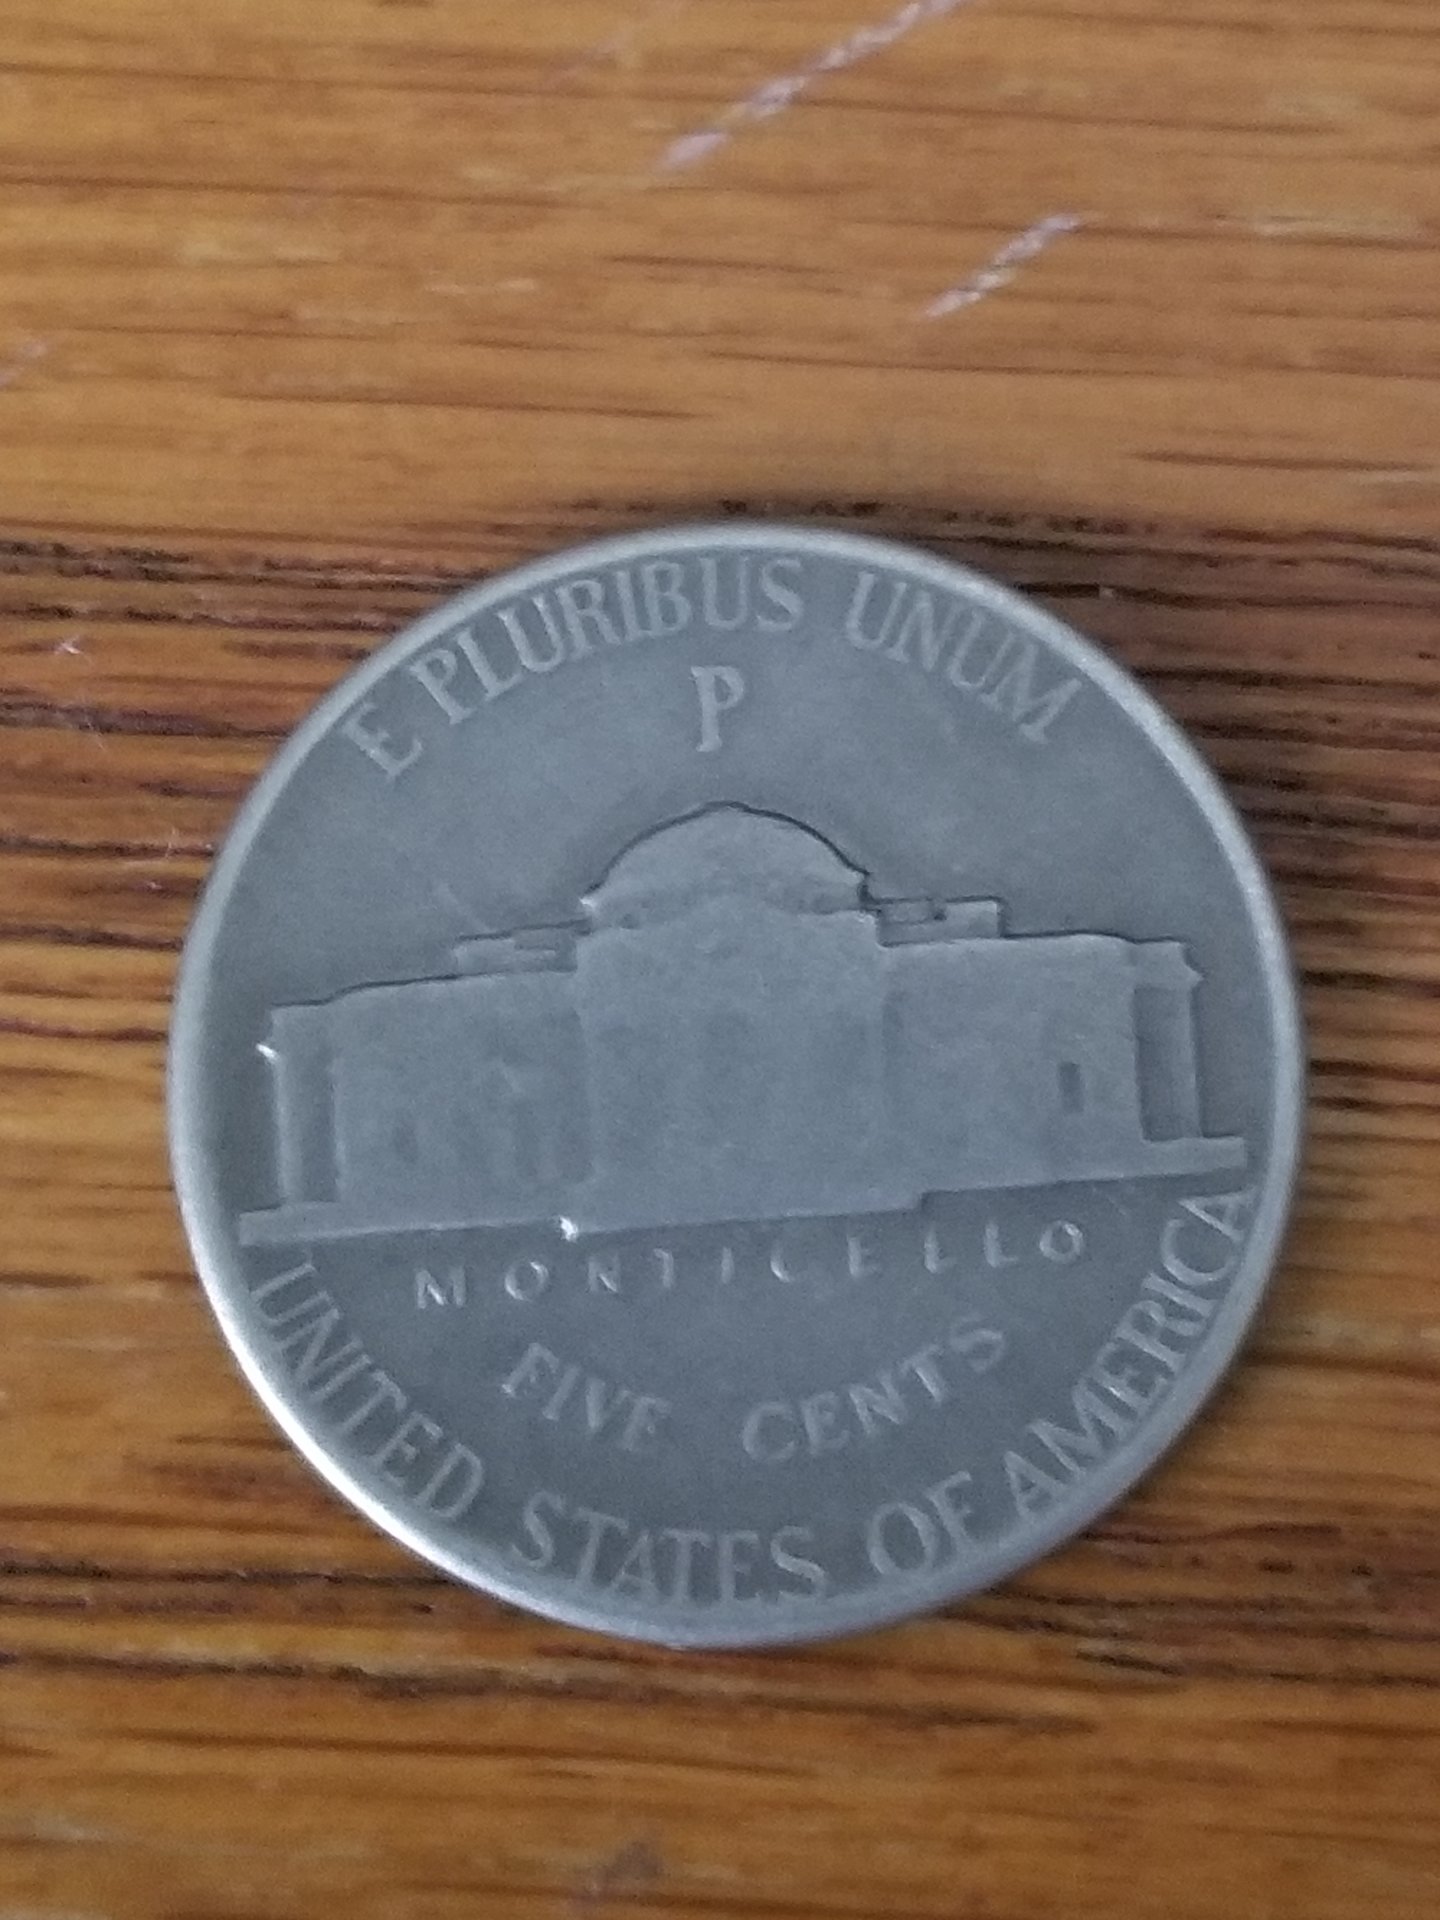 E PLURIBUS UNUM
P
MONTICELLO
FIVE CENTS
UNITED STATES OF AMERICA